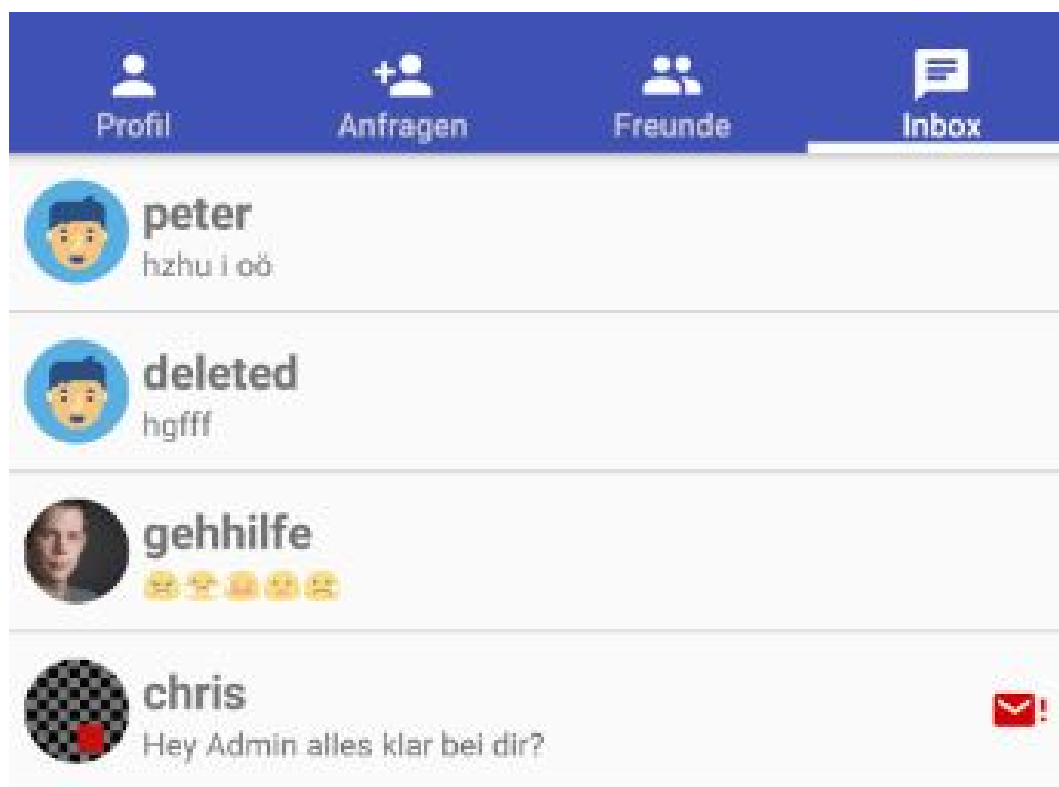 Profil
Anfragen
Freunde
Inbox
peter
hzhu i oö
deleted
hgfff
gehhilfe
chris
Hey Admin alles klar bei dir?